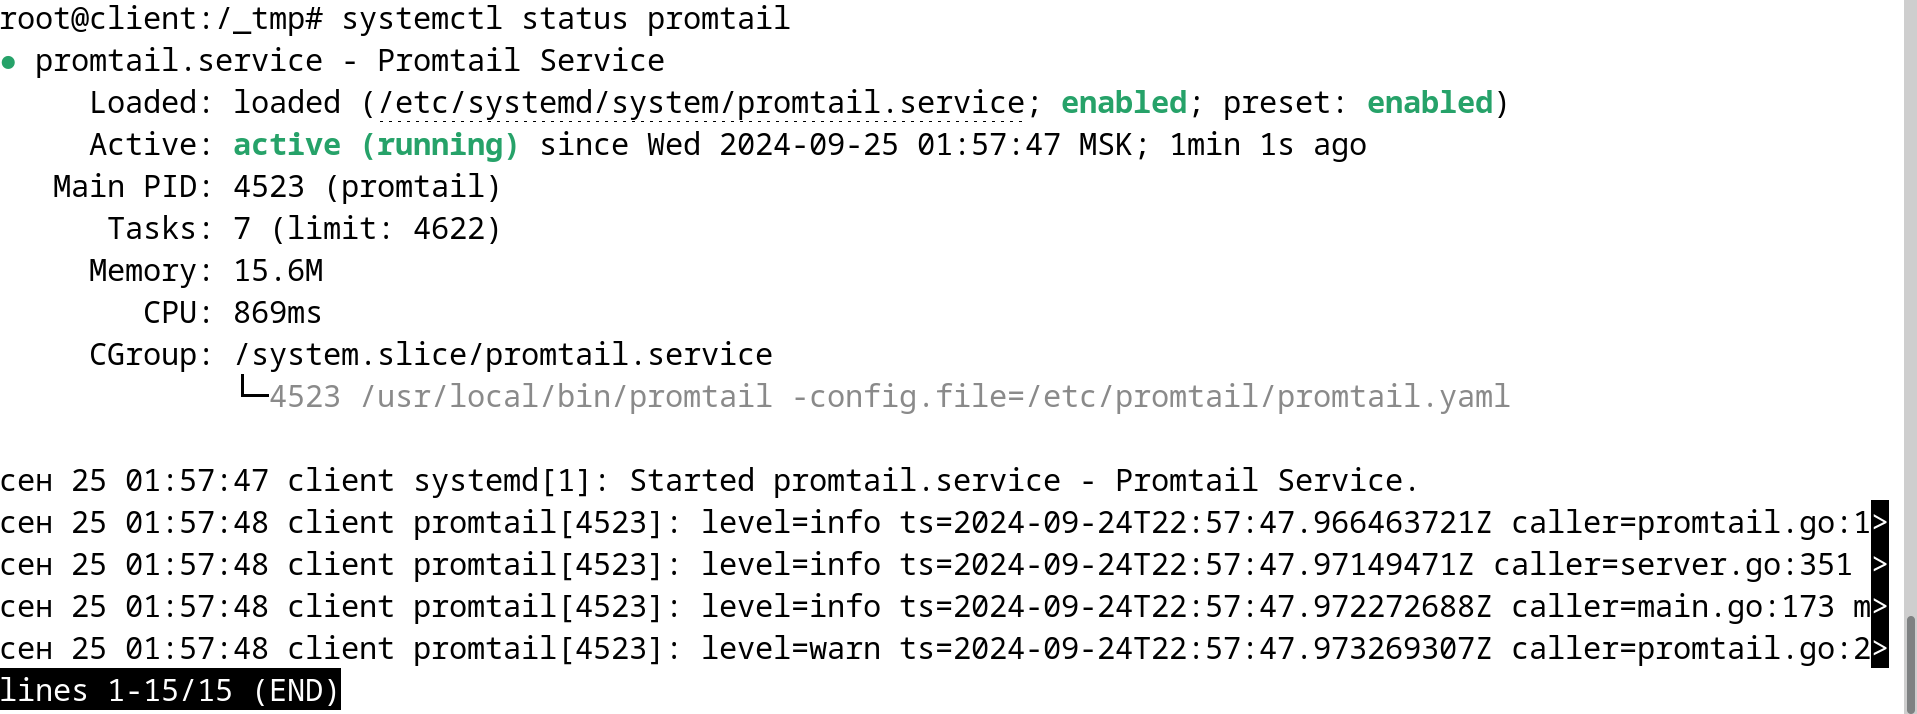 root@client:/_tmp# systemctl status promtail
● promtail.service - Promtail Service
     Loaded: loaded (/etc/systemd/system/promtail.service; enabled; preset: enabled)
     Active: active (running) since Wed 2024-09-25 01:57:47 MSK; 1min 1s ago
   Main PID: 4523 (promtail)
      Tasks: 7 (limit: 4622)
     Memory: 15.6M
        CPU: 869ms
     CGroup: /system.slice/promtail.service
             └─4523 /usr/local/bin/promtail -config.file=/etc/promtail/promtail.yaml

сен 25 01:57:47 client systemd[1]: Started promtail.service - Promtail Service.
сен 25 01:57:48 client promtail[4523]: level=info ts=2024-09-24T22:57:47.966463721Z caller=promtail.go:1>
сен 25 01:57:48 client promtail[4523]: level=info ts=2024-09-24T22:57:47.97149471Z caller=server.go:351 >
сен 25 01:57:48 client promtail[4523]: level=info ts=2024-09-24T22:57:47.972272688Z caller=main.go:173 m>
сен 25 01:57:48 client promtail[4523]: level=warn ts=2024-09-24T22:57:47.973269307Z caller=promtail.go:2>
lines 1-15/15 (END)